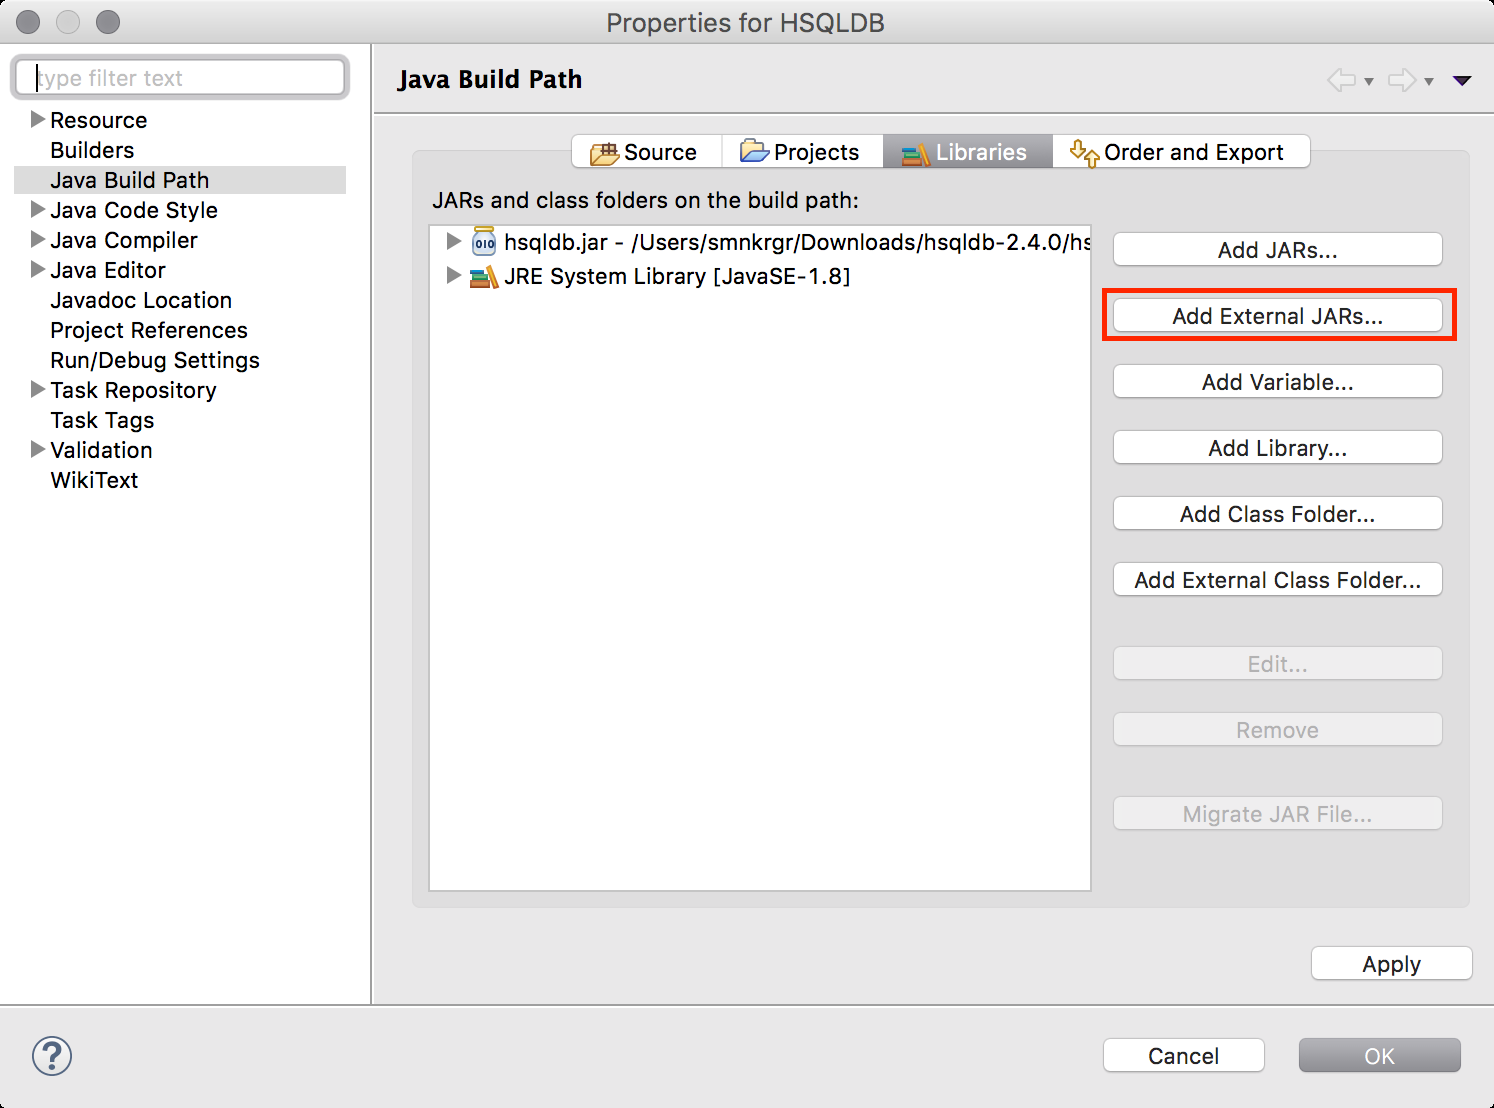 Properties for HSQLDB
type filter text
Resource
Builders
Java Build Path
Java Code Style
Java Compiler
Java Editor
Javadoc Location
Project References
Run/Debug Settings
Task Repository
Task Tags
Validation
WikiText
Java Build Path
Source Projects Libraries Order and Export
JARs and class folders on the build path:
hsqldb.jar - /Users/smnkrgr/Downloads/hsqldb-2.4.0/hs
JRE System Library [JavaSE-1.8]
Add JARs...
Add External JARs...
Add Variable...
Add Library...
Add Class Folder...
Add External Class Folder...
Edit...
Remove
Migrate JAR File...
Apply
?
Cancel
OK